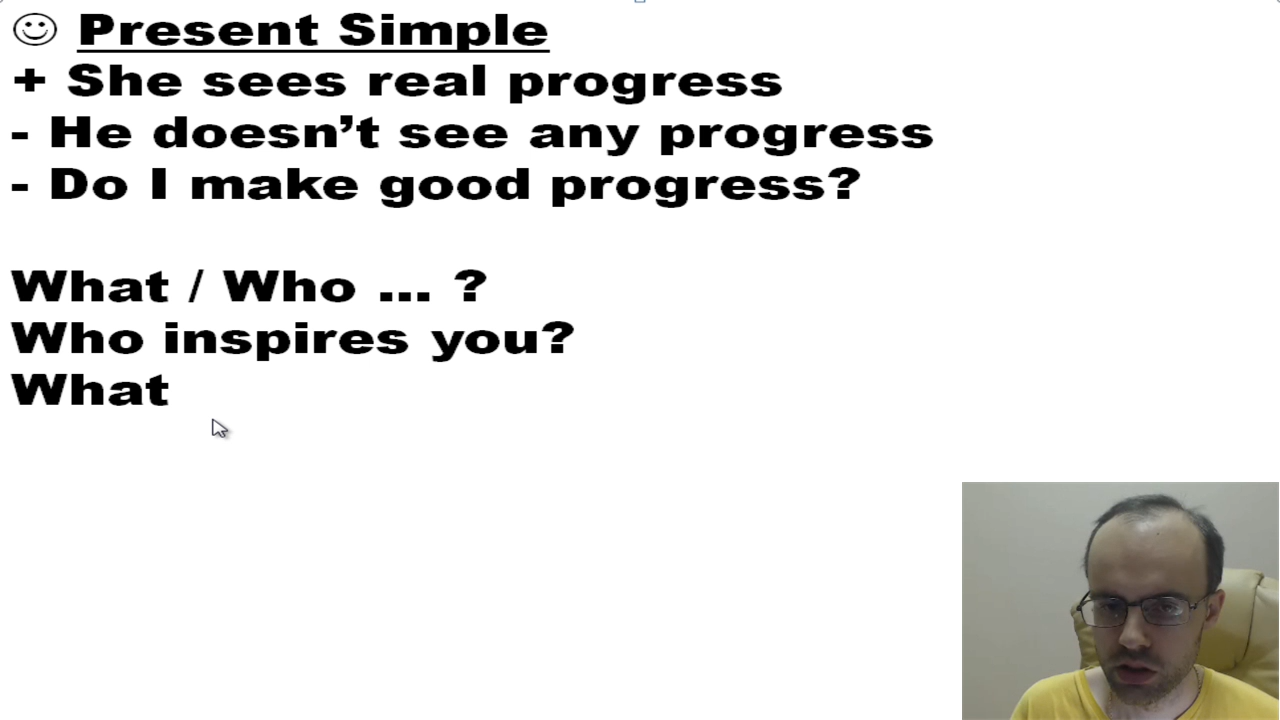 ☺ Present Simple
+ She sees real progress
- He doesn’t see any progress
- Do I make good progress?
What / Who ... ?
Who inspires you?
What